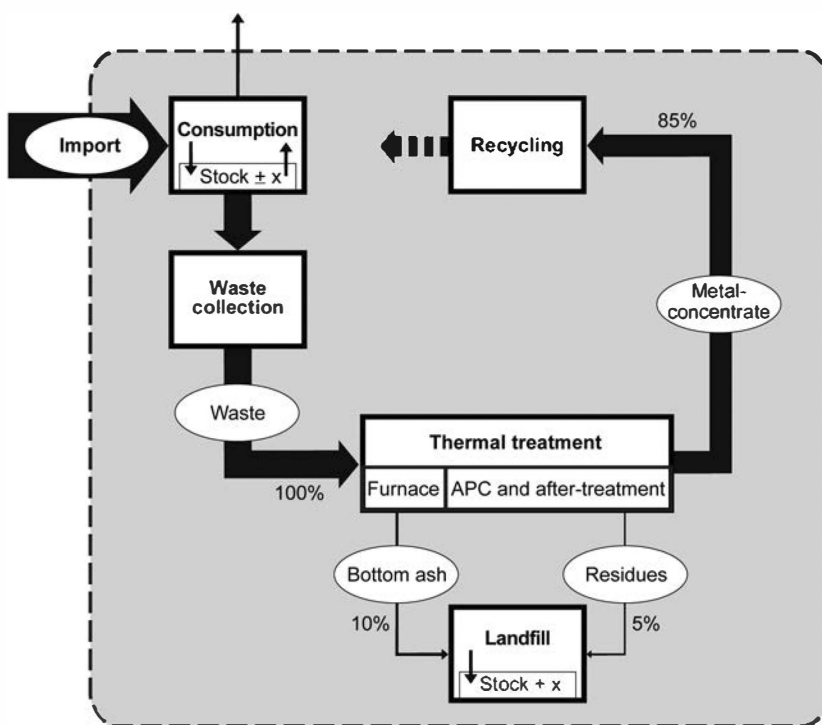 Import
Consumption
Stock ± x
Recycling
85%
Waste
collection
Metal-
concentrate
Waste
100%
Thermal treatment
Furnace
APC and after-treatment
Bottom ash
Residues
10%
5%
Landfill
Stock + x